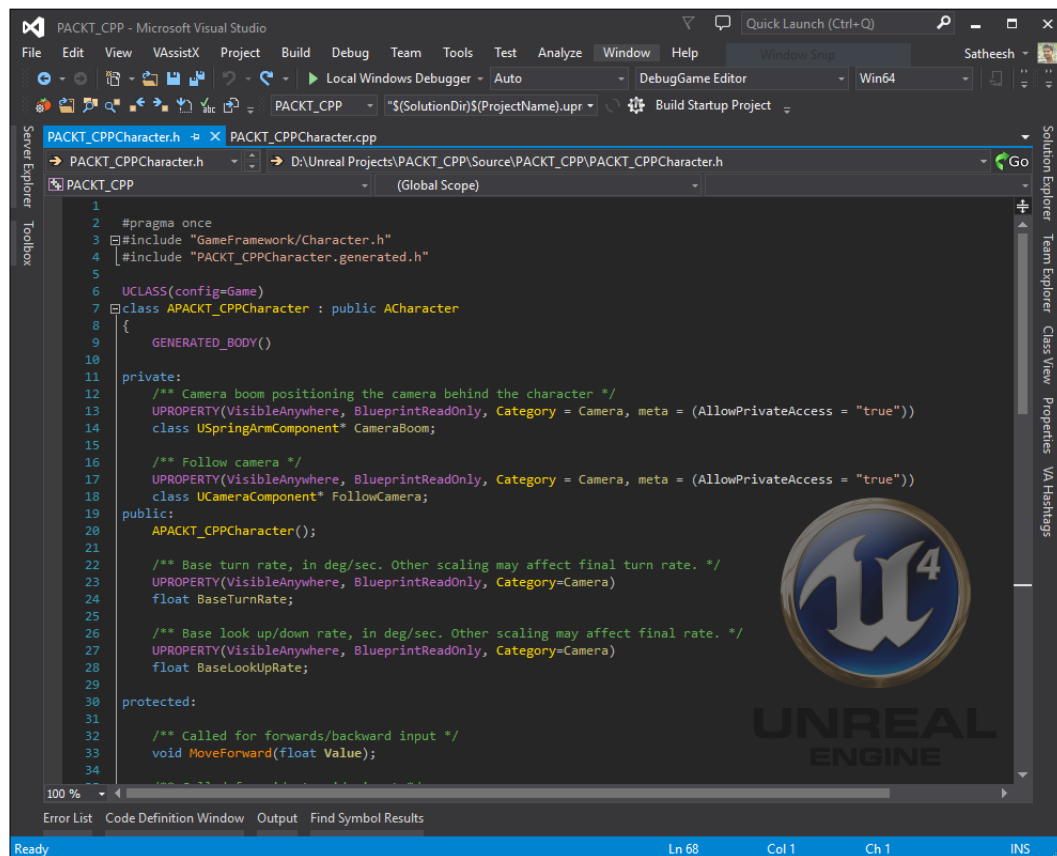 PACKT_CPP - Microsoft Visual Studio
Quick Launch (Ctrl+Q)
File Edit View VAssistX Project Build Debug Team Tools Test Analyze Window Help Window Snip Satheesh
Local Windows Debugger Auto DebugGame Editor Win64
PACKT_CPP "$(SolutionDir)$(ProjectName).upr Build Startup Project
Server Explorer
Toolbox
PACKT_CPPCharacter.h PACKT_CPPCharacter.cpp
PACKT_CPPCharacter.h D:\Unreal Projects\PACKT_CPP\Source\PACKT_CPP\PACKT_CPPCharacter.h Go
PACKT_CPP (Global Scope)
1
2 #pragma once
3 #include "GameFramework/Character.h"
4 #include "PACKT_CPPCharacter.generated.h"
5
6 UCLASS(config=Game)
7 class APACKT_CPPCharacter : public ACharacter
8 {
9 GENERATED_BODY()
10
11 private:
12 /** Camera boom positioning the camera behind the character */
13 UPROPERTY(VisibleAnywhere, BlueprintReadOnly, Category = Camera, meta = (AllowPrivateAccess = "true"))
14 class USpringArmComponent* CameraBoom;
15
16 /** Follow camera */
17 UPROPERTY(VisibleAnywhere, BlueprintReadOnly, Category = Camera, meta = (AllowPrivateAccess = "true"))
18 class UCameraComponent* FollowCamera;
19 public:
20 APACKT_CPPCharacter();
21
22 /** Base turn rate, in deg/sec. Other scaling may affect final turn rate. */
23 UPROPERTY(VisibleAnywhere, BlueprintReadOnly, Category=Camera)
24 float BaseTurnRate;
25
26 /** Base look up/down rate, in deg/sec. Other scaling may affect final rate. */
27 UPROPERTY(VisibleAnywhere, BlueprintReadOnly, Category=Camera)
28 float BaseLookUpRate;
29
30 protected:
31
32 /** Called for forwards/backward input */
33 void MoveForward(float Value);
34
4
UNREAL
ENGINE
Solution Explorer
Team Explorer
Class View
Properties
VA Hashtags
100 %
Error List Code Definition Window Output Find Symbol Results
Ready Ln 68 Col 1 Ch 1 INS